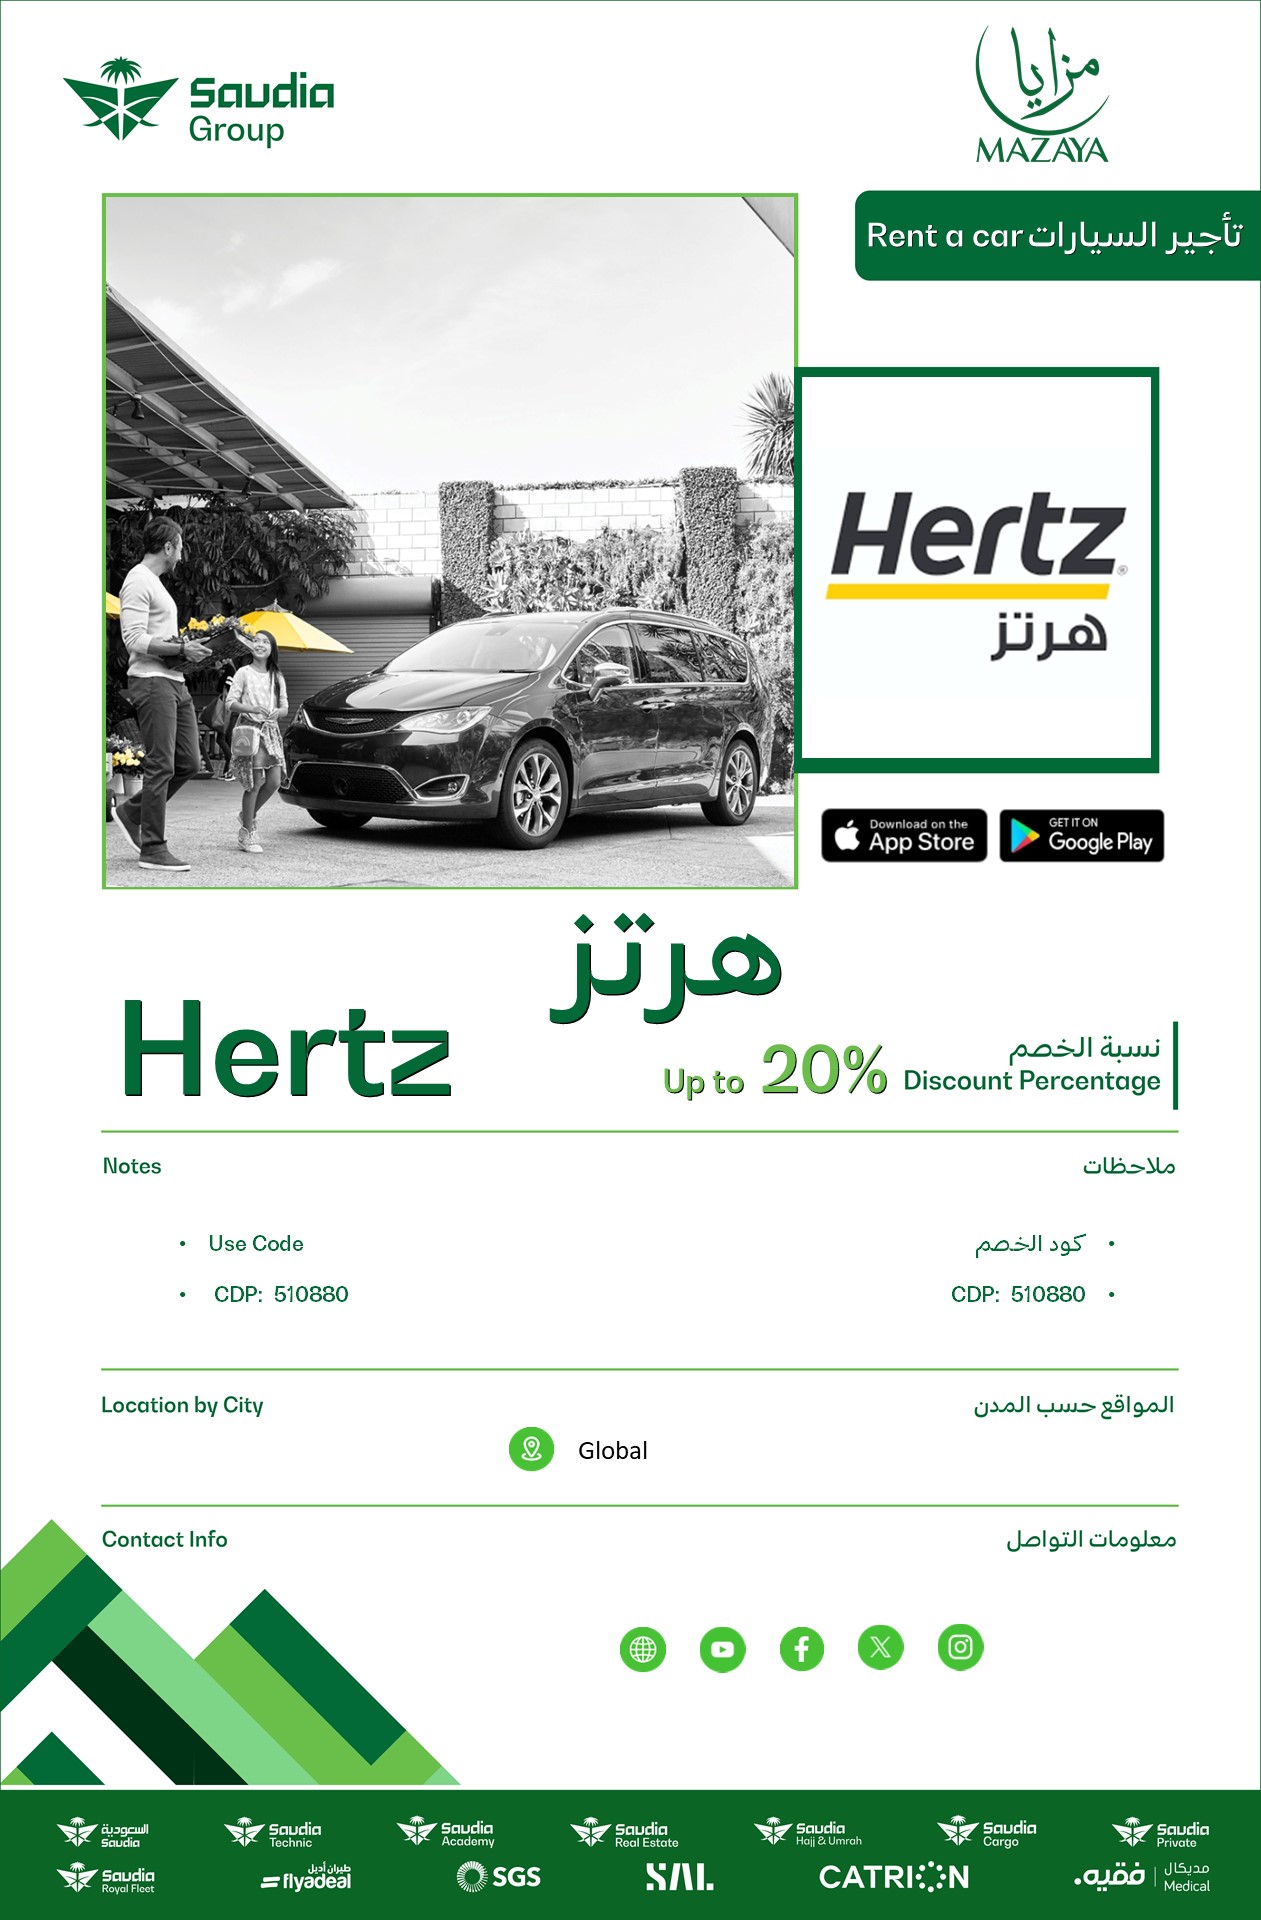 Saudia
Group
مزايا
MAZAYA
Rent a car تأجير السيارات
Hertz
هرتز
Download on the
App Store
GET IT ON
Google Play
هرتز
Hertz
نسبة الخصم
Up to 20% Discount Percentage
Notes
ملاحظات
• Use Code
• كود الخصم
• CDP: 510880
• CDP: 510880
Location by City
المواقع حسب المدن
Global
Contact Info
معلومات التواصل
السعودية
Saudia
Saudia
Technic
Saudia
Academy
Saudia
Real Estate
Saudia
Hajj & Umrah
Saudia
Cargo
Saudia
Private
Saudia
Royal Fleet
طيران أديل
flyadeal
SGS
SAL
CATRION
فقيه
مديكال
Medical